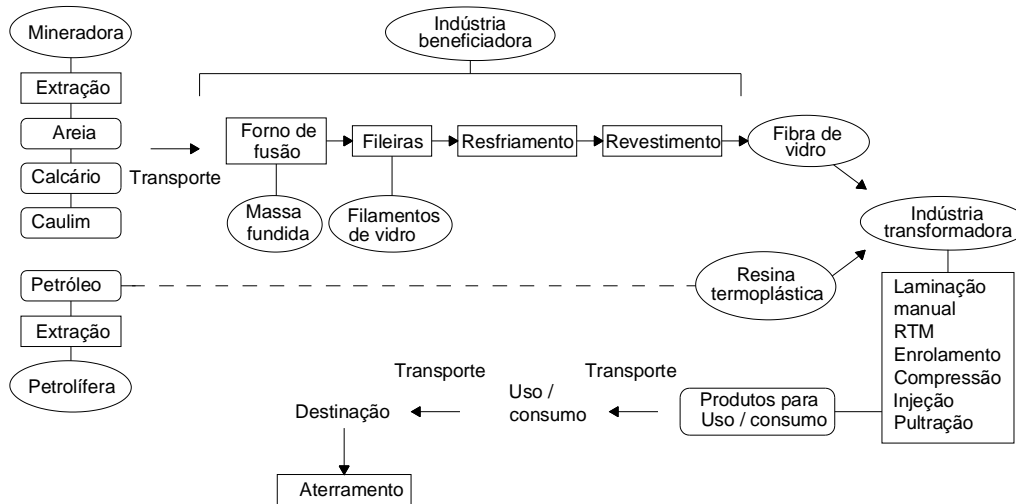 Mineradora
Extração
Areia
Calcário
Caulim
Transporte
Indústria
beneficiadora
Forno de
fusão
Fileiras
Resfriamento
Revestimento
Fibra de
vidro
Massa
fundida
Filamentos
de vidro
Indústria
transformadora
Petróleo
Extração
Petrolífera
Resina
termoplástica
Laminação
manual
RTM
Enrolamento
Compressão
Injeção
Pultração
Produtos para
Uso / consumo
Transporte
Uso /
consumo
Transporte
Destinação
Aterramento